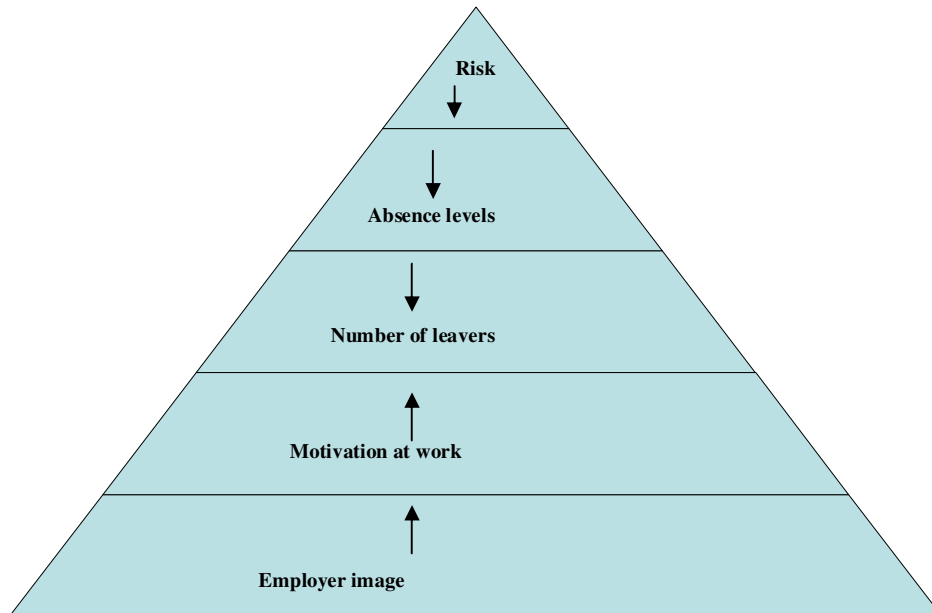 Risk
Absence levels
Number of leavers
Motivation at work
Employer image